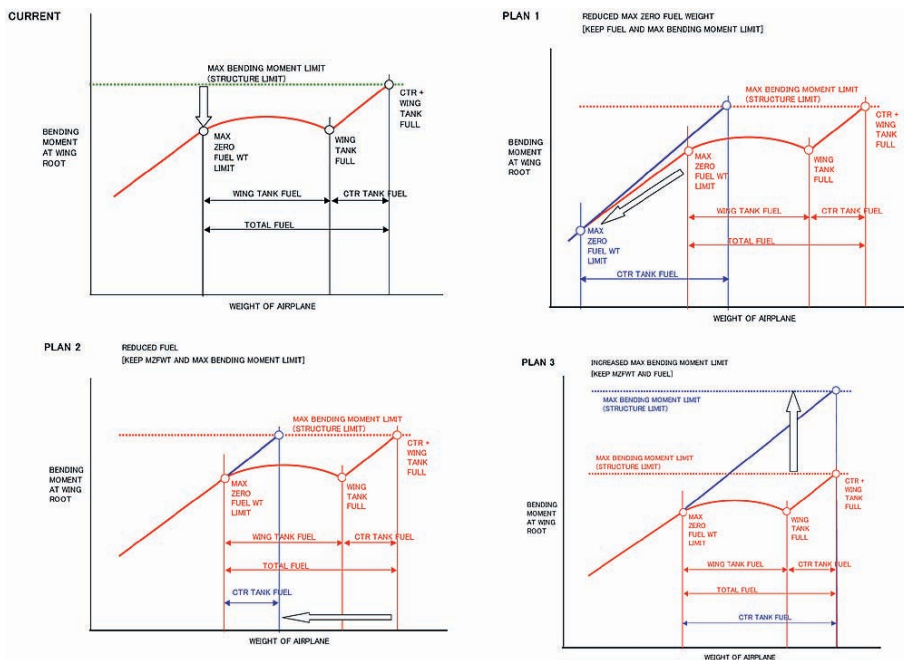 CURRENT
MAX BENDING MOMENT LIMIT
(STRUCTURE LIMIT)
CTR +
WING
TANK
FULL
BENDING
MOMENT
AT WING
ROOT
MAX
ZERO
FUEL WT
LIMIT
WING
TANK
FULL
WING TANK FUEL
CTR TANK FUEL
TOTAL FUEL
WEIGHT OF AIRPLANE
PLAN 1
REDUCED MAX ZERO FUEL WEIGHT
[KEEP FUEL AND MAX BENDING MOMENT LIMIT]
MAX BENDING MOMENT LIMIT
(STRUCTURE LIMIT)
CTR +
WING
TANK
FULL
BENDING
MOMENT
AT WING
ROOT
MAX
ZERO
FUEL WT
LIMIT
WING
TANK
FULL
WING TANK FUEL
CTR TANK FUEL
MAX
ZERO
FUEL WT
LIMIT
TOTAL FUEL
CTR TANK FUEL
WEIGHT OF AIRPLANE
PLAN 2
REDUCED FUEL
[KEEP MZFWT AND MAX BENDING MOMENT LIMIT]
MAX BENDING MOMENT LIMIT
(STRUCTURE LIMIT)
CTR +
WING
TANK
FULL
BENDING
MOMENT
AT WING
ROOT
MAX
ZERO
FUEL WT
LIMIT
WING
TANK
FULL
WING TANK FUEL
CTR TANK FUEL
TOTAL FUEL
CTR TANK FUEL
WEIGHT OF AIRPLANE
PLAN 3
INCREASED MAX BENDING MOMENT LIMIT
[KEEP MZFWT AND FUEL]
MAX BENDING MOMENT LIMIT
(STRUCTURE LIMIT)
MAX BENDING MOMENT LIMIT
(STRUCTURE LIMIT)
CTR +
WING
TANK
FULL
BENDING
MOMENT
AT WING
ROOT
MAX
ZERO
FUEL WT
LIMIT
WING
TANK
FULL
WING TANK FUEL
CTR TANK FUEL
TOTAL FUEL
CTR TANK FUEL
WEIGHT OF AIRPLANE